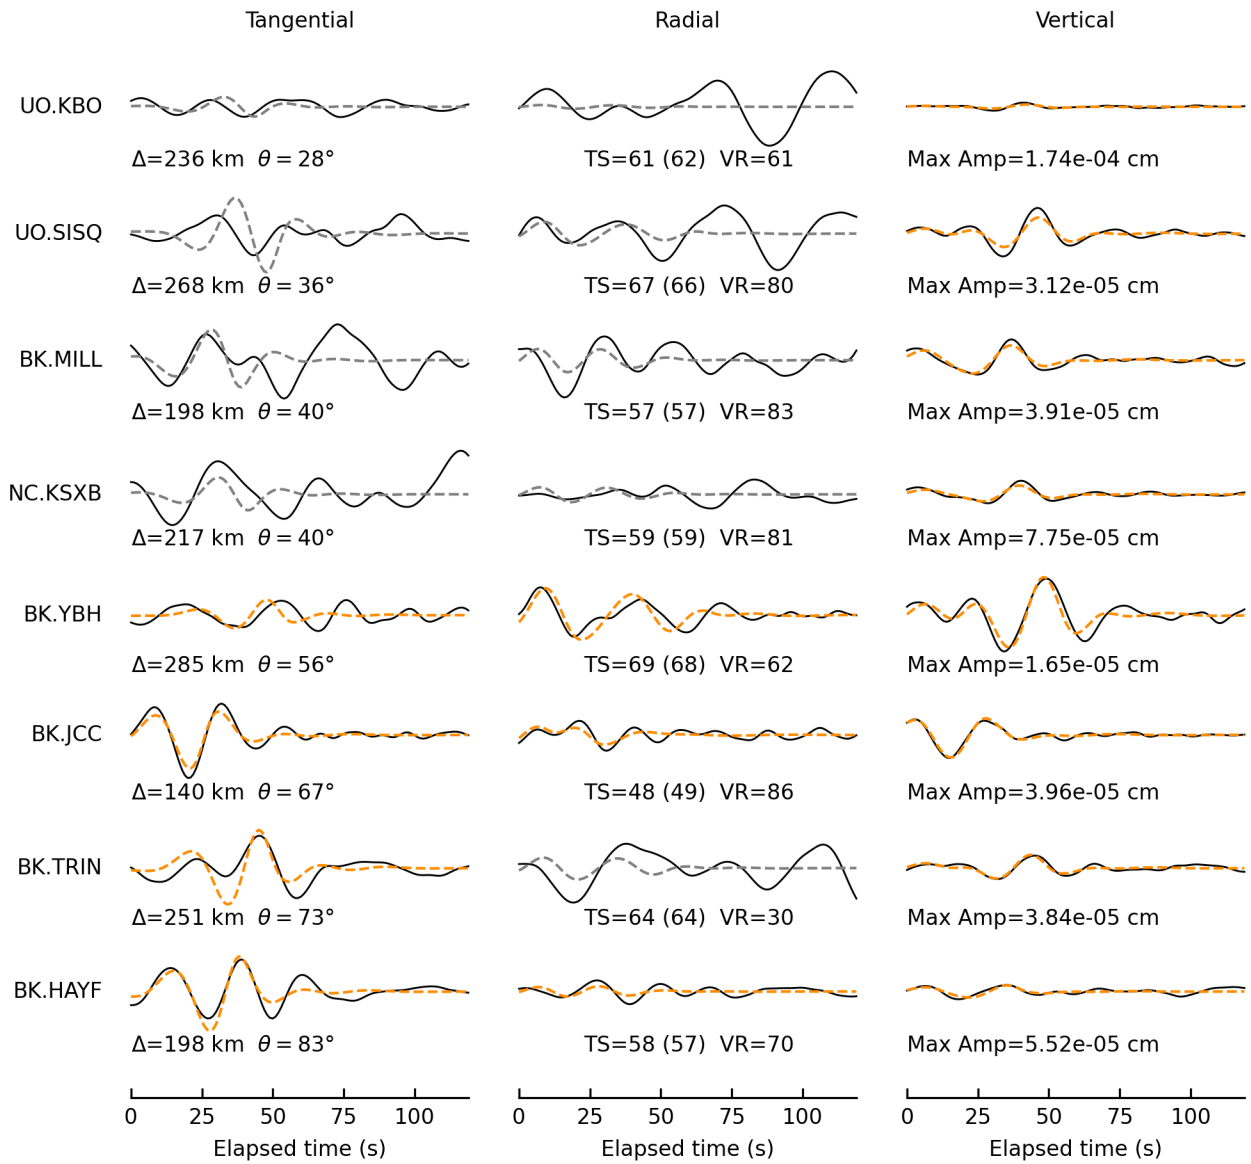 Tangential Radial Vertical
UO.KBO
Δ=236 km θ = 28° TS=61 (62) VR=61 Max Amp=1.74e-04 cm
UO.SISQ
Δ=268 km θ = 36° TS=67 (66) VR=80 Max Amp=3.12e-05 cm
BK.MILL
Δ=198 km θ = 40° TS=57 (57) VR=83 Max Amp=3.91e-05 cm
NC.KSXB
Δ=217 km θ = 40° TS=59 (59) VR=81 Max Amp=7.75e-05 cm
BK.YBH
Δ=285 km θ = 56° TS=69 (68) VR=62 Max Amp=1.65e-05 cm
BK.JCC
Δ=140 km θ = 67° TS=48 (49) VR=86 Max Amp=3.96e-05 cm
BK.TRIN
Δ=251 km θ = 73° TS=64 (64) VR=30 Max Amp=3.84e-05 cm
BK.HAYF
Δ=198 km θ = 83° TS=58 (57) VR=70 Max Amp=5.52e-05 cm
0 25 50 75 100 0 25 50 75 100 0 25 50 75 100
Elapsed time (s) Elapsed time (s) Elapsed time (s)